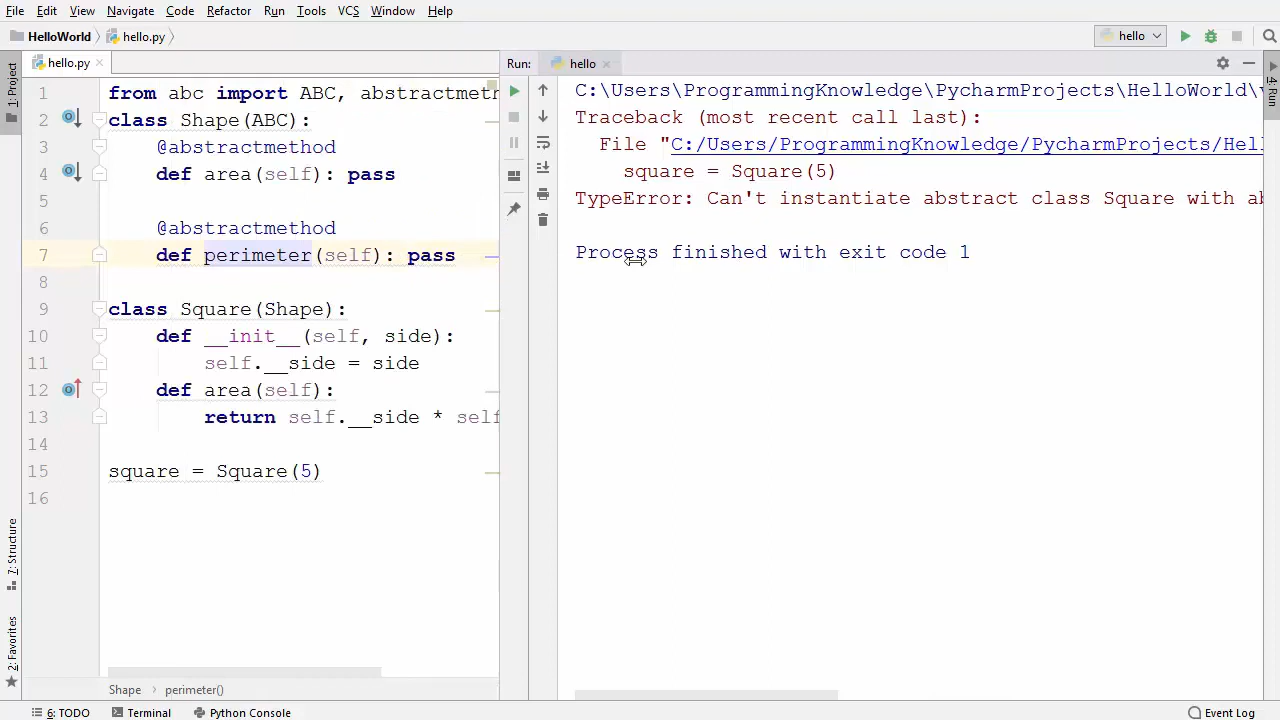 File Edit View Navigate Code Refactor Run Tools VCS Window Help
HelloWorld hello.py hello
hello.py Run: hello
1: Project
4: Run
1 from abc import ABC, abstractmeth
2 class Shape(ABC):
3 @abstractmethod
4 def area(self): pass
5
6 @abstractmethod
7 def perimeter(self): pass
8
9 class Square(Shape):
10 def __init__(self, side):
11 self.__side = side
12 def area(self):
13 return self.__side * self
14
15 square = Square(5)
16
C:\Users\ProgrammingKnowledge\PycharmProjects\HelloWorld\
Traceback (most recent call last):
File "C:/Users/ProgrammingKnowledge/PycharmProjects/Hell
square = Square(5)
TypeError: Can't instantiate abstract class Square with ab
Process finished with exit code 1
7: Structure
2: Favorites
Shape perimeter()
6: TODO Terminal Python Console Event Log